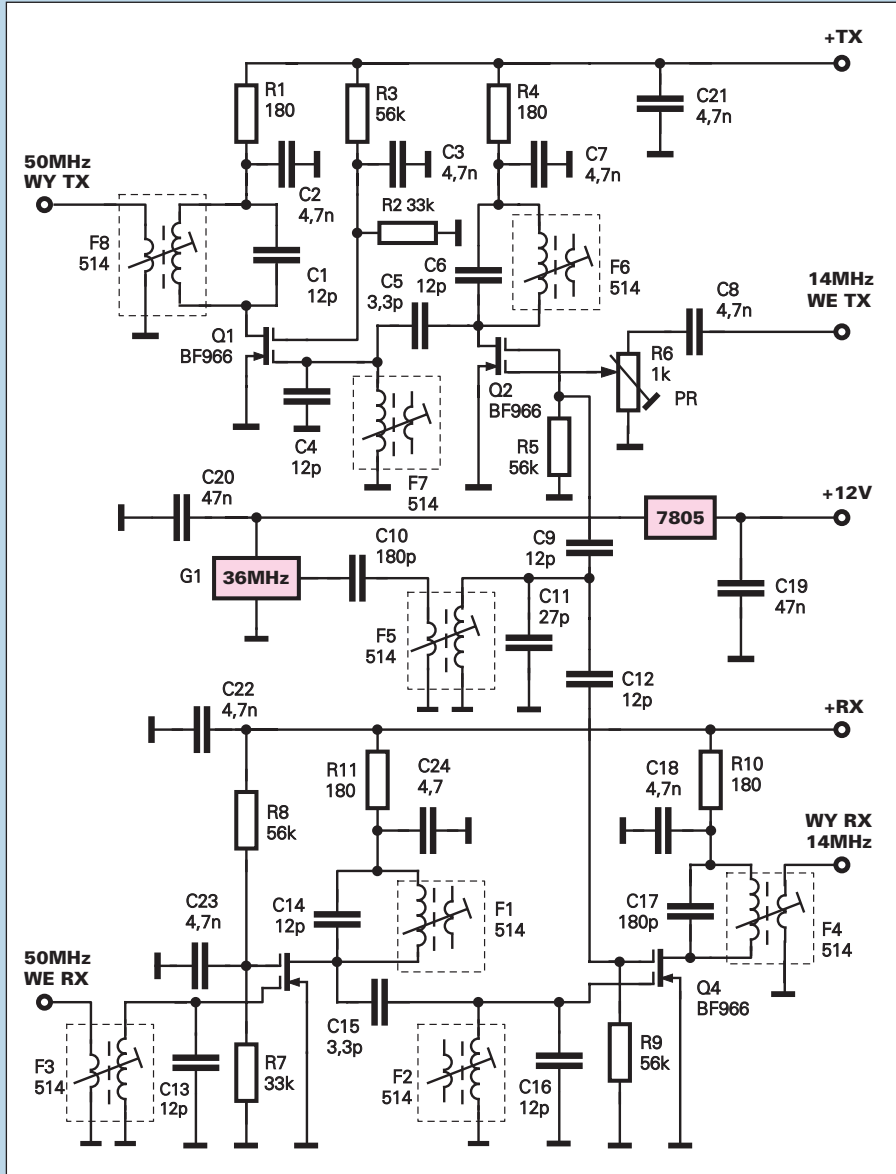 +TX
R1
180
R3
56k
R4
180
C21
4,7n
50MHz
WY TX
C2
4,7n
C3
4,7n
C7
4,7n
R2 33k
F8
514
C1
12p
C5
3,3p
C6
12p
F6
514
C8
4,7n
14MHz
WE TX
Q1
BF966
Q2
BF966
R6
1k
PR
C4
12p
F7
514
R5
56k
C20
47n
+12V
7805
C10
180p
C9
12p
G1
36MHz
C19
47n
F5
514
C11
27p
C12
12p
C22
4,7n
+RX
R11
180
C24
4,7
C18
4,7n
R10
180
R8
56k
WY RX
14MHz
C23
4,7n
C14
12p
F1
514
C17
180p
F4
514
50MHz
WE RX
Q4
BF966
C15
3,3p
F3
514
C13
12p
R7
33k
F2
514
C16
12p
R9
56k